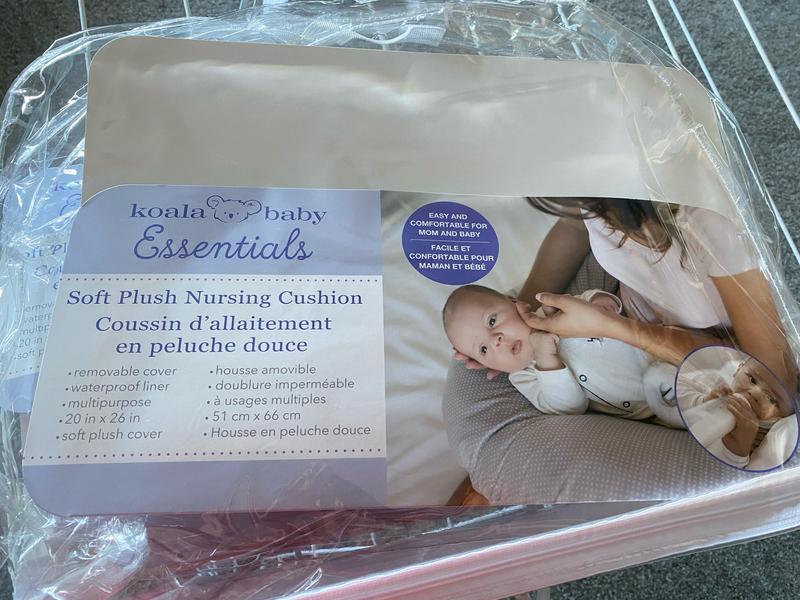 koala baby
Essentials
EASY AND
COMFORTABLE FOR
MOM AND BABY
FACILE ET
CONFORTABLE POUR
MAMAN ET BÉBÉ
Soft Plush Nursing Cushion
Coussin d'allaitement
en peluche douce
• removable cover
• waterproof liner
• multipurpose
• 20 in x 26 in
• soft plush cover
• housse amovible
• doublure imperméable
• à usages multiples
• 51 cm x 66 cm
• Housse en peluche douce